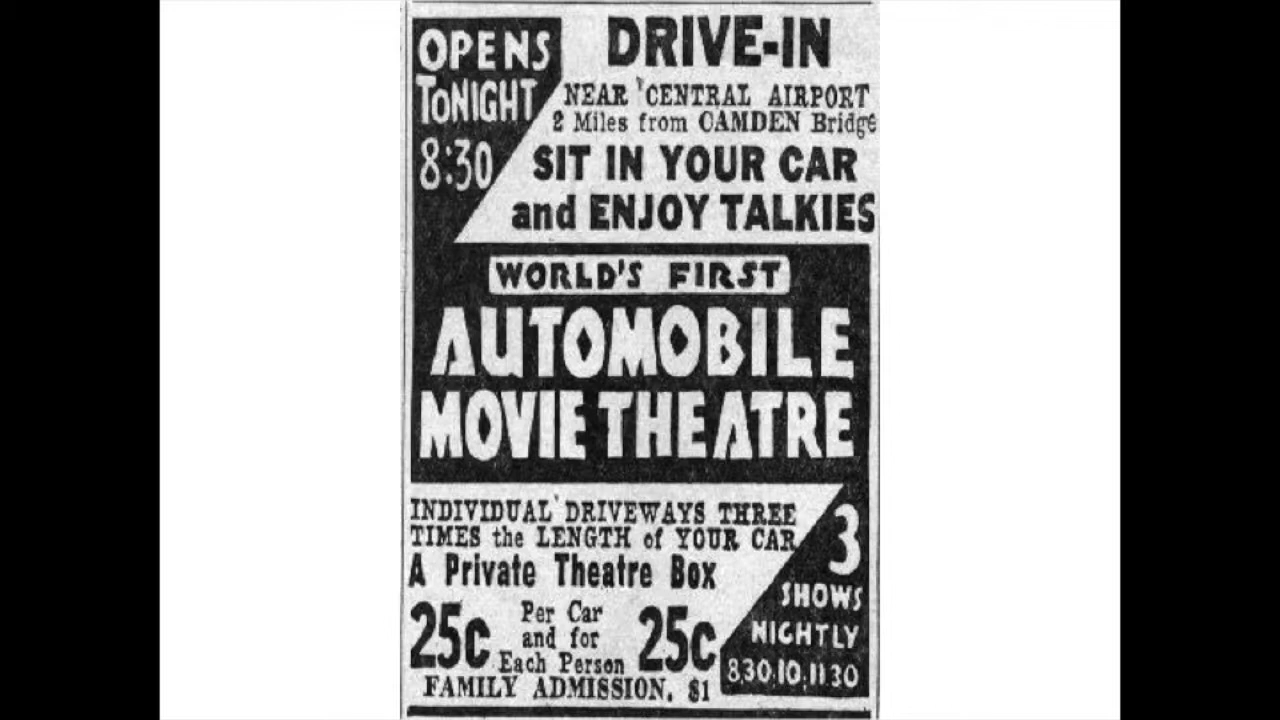 OPENS
TONIGHT
8:30
DRIVE-IN
NEAR CENTRAL AIRPORT
2 Miles from CAMDEN Bridge
SIT IN YOUR CAR
and ENJOY TALKIES
WORLD'S FIRST
AUTOMOBILE
MOVIE THEATRE
INDIVIDUAL DRIVEWAYS THREE
TIMES the LENGTH of YOUR CAR
A Private Theatre Box
25c Per Car and for Each Person 25c
FAMILY ADMISSION, $1
3
SHOWS
NIGHTLY
8,30,10,11 30